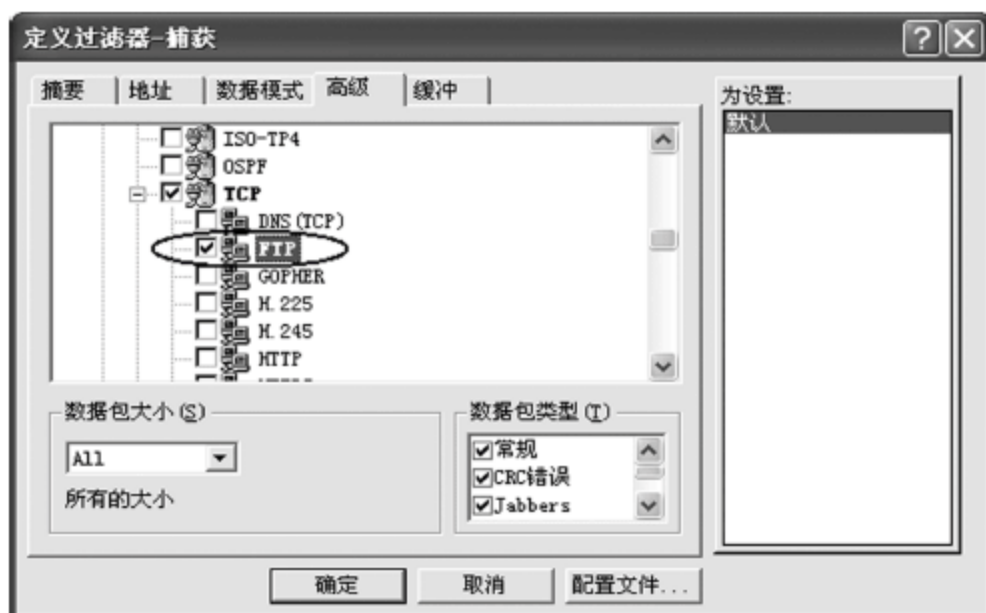 定义过滤器-捕获
摘要 地址 数据模式 高级 缓冲
为设置:
默认
ISO-TP4
OSPF
TCP
DNS(TCP)
FTP
GOPHER
H.225
H.245
HTTP
数据包大小(S)
All
所有的大小
数据包类型(T)
常规
CRC错误
Jabbers
确定 取消 配置文件...